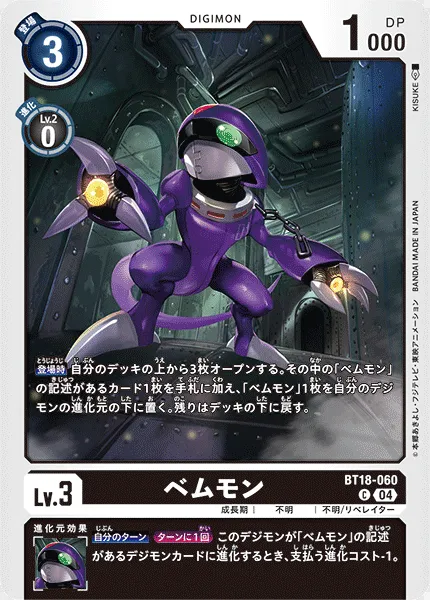 登場
3
DIGIMON
1000
DP
進化
Lv.2
0
KISUKE
BANDAI MADE IN JAPAN
©本郷あきよし・フジテレビ・東映アニメーション
登場時 自分のデッキの上から3枚オープンする。その中の「ベムモン」
の記述があるカード1枚を手札に加え、「ベムモン」1枚を自分のデジ
モンの進化元の下に置く。残りはデッキの下に戻す。
BT18-060
Lv.3
ベムモン
C 04
成長期 | 不明 | 不明/リベレイター
進化元効果
自分のターン ターンに1回 このデジモンが「ベムモン」の記述
があるデジモンカードに進化するとき、支払う進化コスト-1。